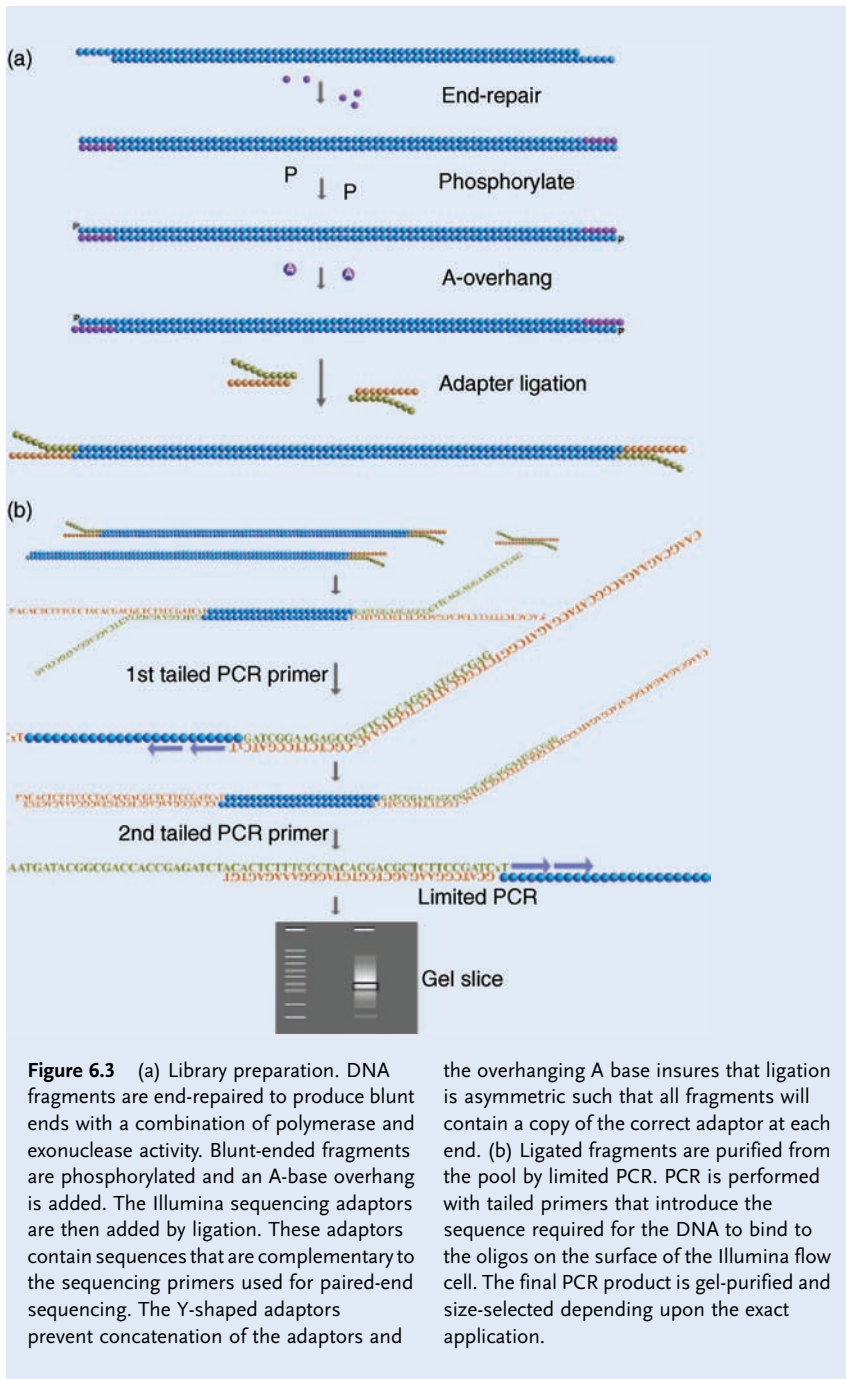 (a)
End-repair
P
P
Phosphorylate
P
P
A
A
A-overhang
P
P
Adapter ligation
(b)
1st tailed PCR primer
GATCGGAAGAGCG
2nd tailed PCR primer
AATGATACGGCGACCACCGAGATCTACACTCTTTCCCTACACGACGCTCTTCCGATCxT
Limited PCR
Gel slice
Figure 6.3 (a) Library preparation. DNA
fragments are end-repaired to produce blunt
ends with a combination of polymerase and
exonuclease activity. Blunt-ended fragments
are phosphorylated and an A-base overhang
is added. The Illumina sequencing adaptors
are then added by ligation. These adaptors
contain sequences that are complementary to
the sequencing primers used for paired-end
sequencing. The Y-shaped adaptors
prevent concatenation of the adaptors and
the overhanging A base insures that ligation
is asymmetric such that all fragments will
contain a copy of the correct adaptor at each
end. (b) Ligated fragments are purified from
the pool by limited PCR. PCR is performed
with tailed primers that introduce the
sequence required for the DNA to bind to
the oligos on the surface of the Illumina flow
cell. The final PCR product is gel-purified and
size-selected depending upon the exact
application.